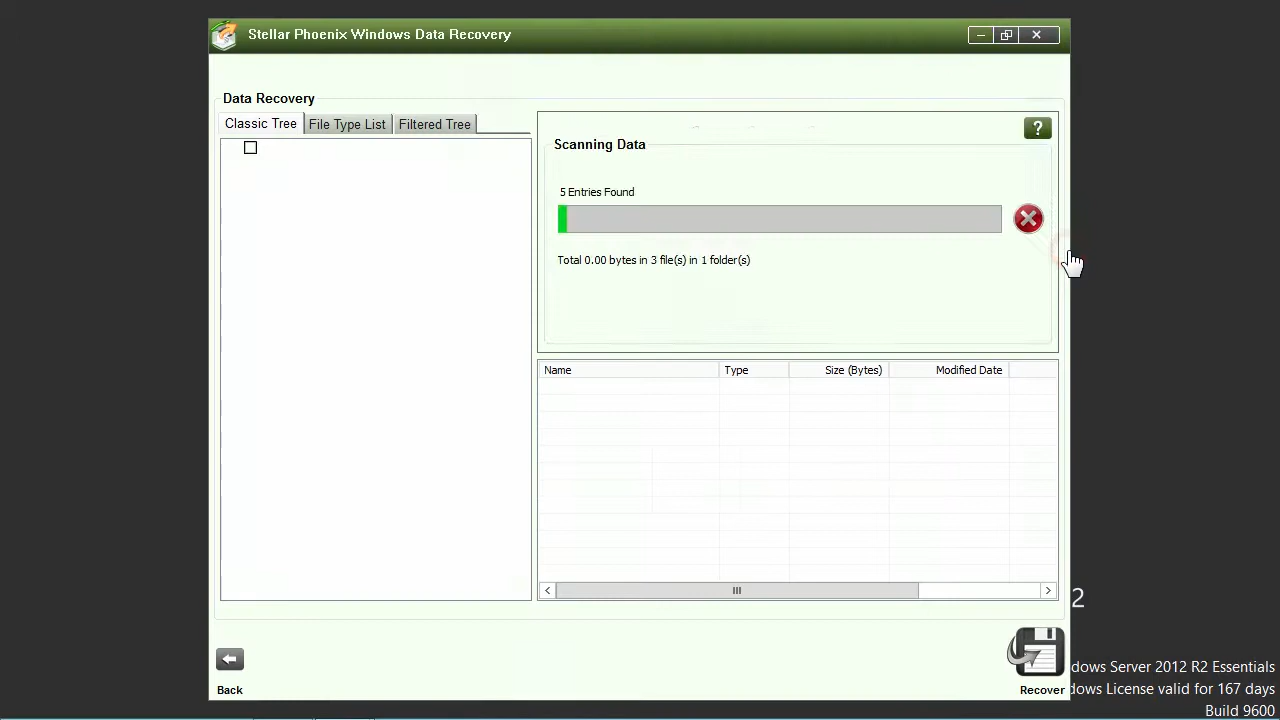 Stellar Phoenix Windows Data Recovery
Data Recovery
Classic Tree File Type List Filtered Tree
?
Scanning Data
5 Entries Found
Total 0.00 bytes in 3 file(s) in 1 folder(s)
Name Type Size (Bytes) Modified Date
2
Back
Recover
dows Server 2012 R2 Essentials
dows License valid for 167 days
Build 9600